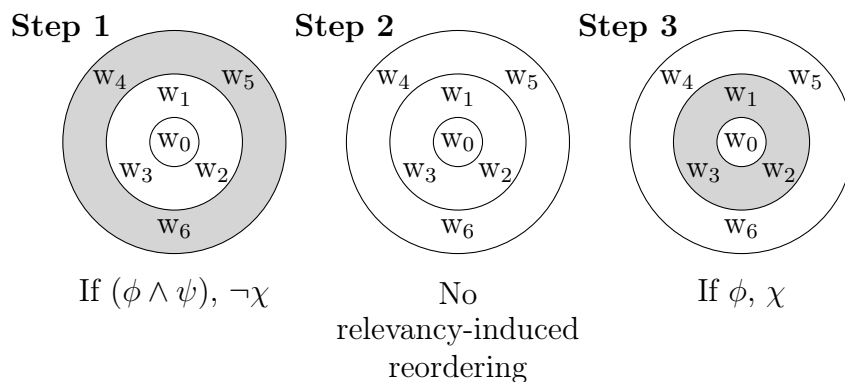 Step 1
Step 2
Step 3
w₄
w₅
w₁
w₀
w₃
w₂
w₆
w₄
w₅
w₁
w₀
w₃
w₂
w₆
w₄
w₅
w₁
w₀
w₃
w₂
w₆
If (ϕ ∧ ψ), ¬χ
No
relevancy-induced
reordering
If ϕ, χ